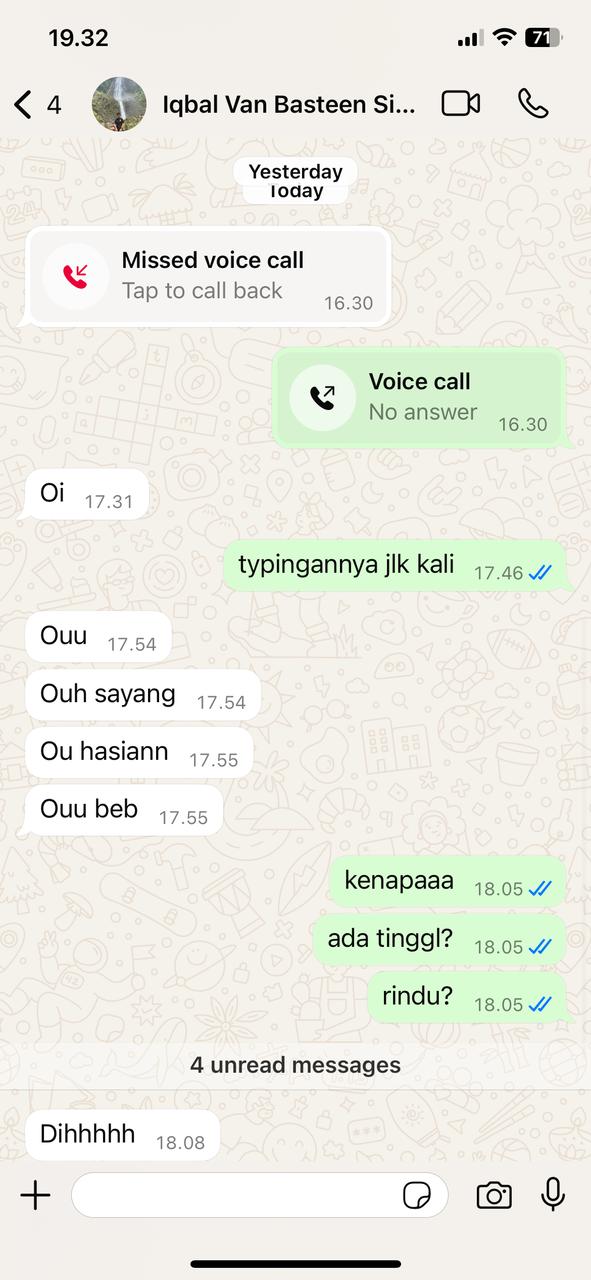 19.32
71
4
Iqbal Van Basteen Si...
Yesterday
Today
Missed voice call
Tap to call back
16.30
Voice call
No answer
16.30
Oi 17.31
typingannya jlk kali 17.46
Ouu 17.54
Ouh sayang 17.54
Ou hasiann 17.55
Ouu beb 17.55
kenapaaa 18.05
ada tinggl? 18.05
rindu? 18.05
4 unread messages
Dihhhhh 18.08